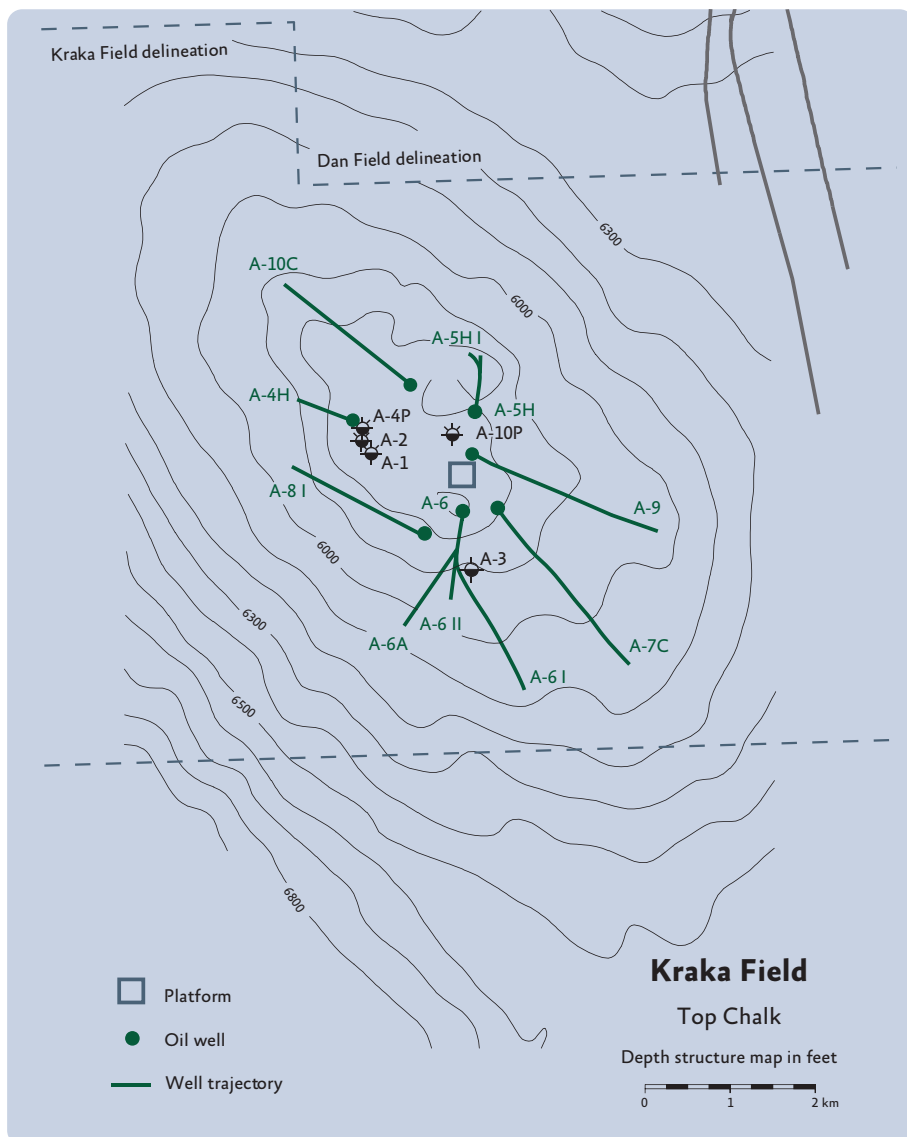 Kraka Field delineation
Dan Field delineation
6300
A-10C
6000
A-5H I
A-4H
A-4P
A-5H
A-2
A-10P
A-1
A-8 I
A-6
A-9
6000
A-3
6300
A-6 II
A-6A
A-7C
A-6 I
6500
6800
Kraka Field
Top Chalk
Depth structure map in feet
0 1 2 km
Platform
Oil well
Well trajectory